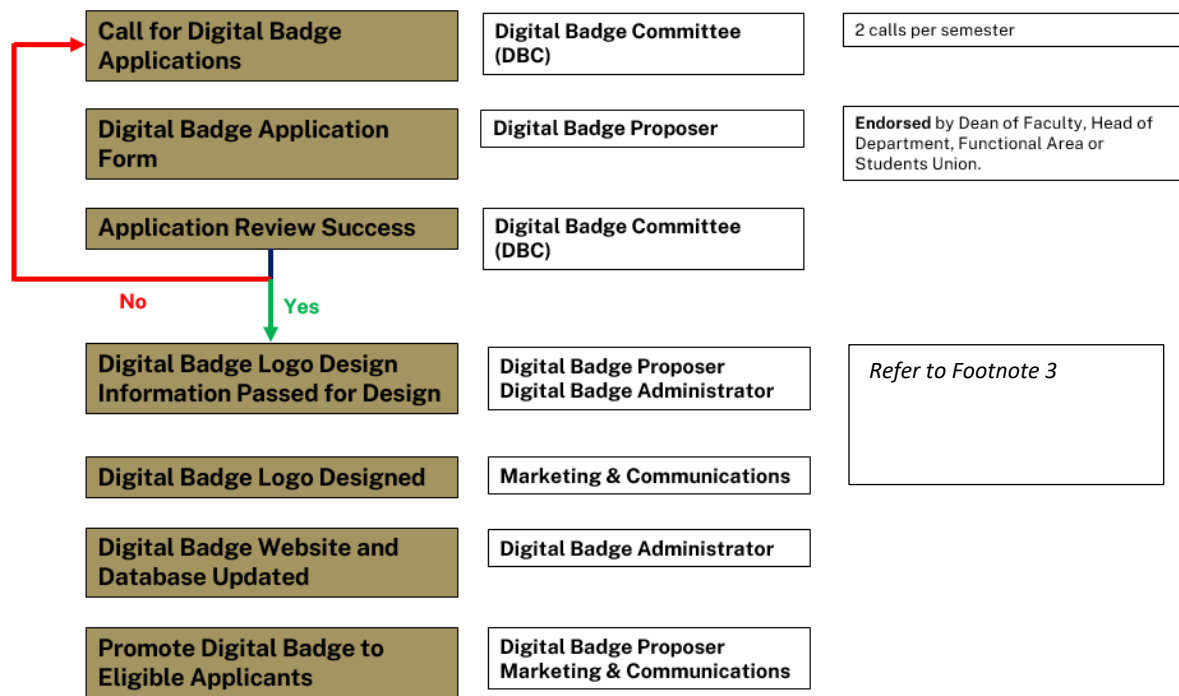 Call for Digital Badge
Applications
Digital Badge Committee
(DBC)
2 calls per semester
Digital Badge Application
Form
Digital Badge Proposer
Endorsed by Dean of Faculty, Head of
Department, Functional Area or
Students Union.
Application Review Success
Digital Badge Committee
(DBC)
No
Yes
Digital Badge Logo Design
Information Passed for Design
Digital Badge Proposer
Digital Badge Administrator
Refer to Footnote 3
Digital Badge Logo Designed
Marketing & Communications
Digital Badge Website and
Database Updated
Digital Badge Administrator
Promote Digital Badge to
Eligible Applicants
Digital Badge Proposer
Marketing & Communications